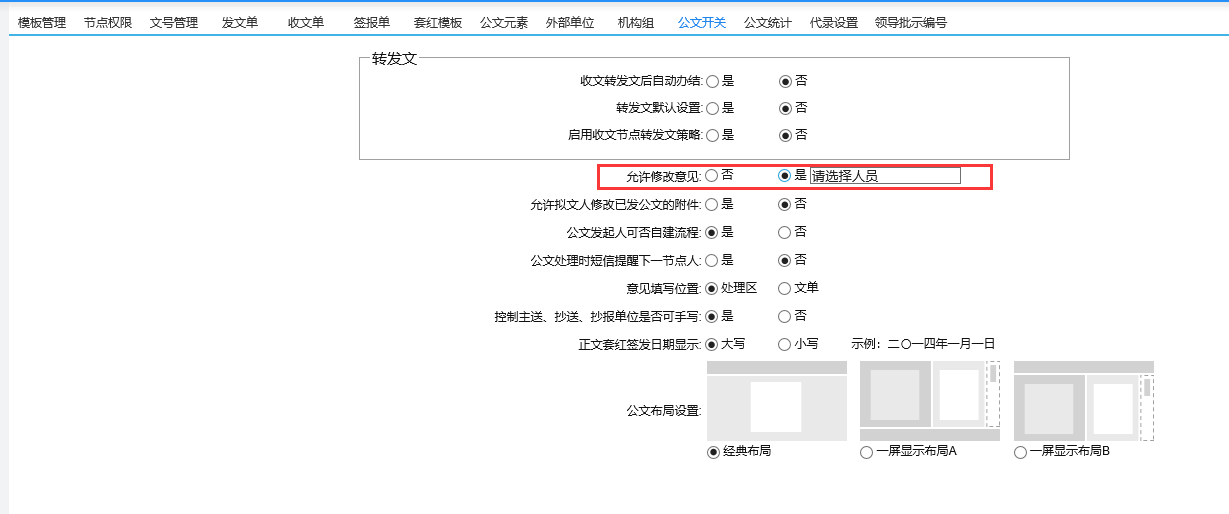 模板管理 节点权限 文号管理 发文单 收文单 签报单 套红模板 公文元素 外部单位 机构组 公文开关 公文统计 代录设置 领导批示编号
转发文
收文转发文后自动办结: 是 否
转发文默认设置: 是 否
启用收文节点转发文策略: 是 否
允许修改意见: 否 是 请选择人员
允许拟文人修改已发公文的附件: 是 否
公文发起人可否自建流程: 是 否
公文处理时短信提醒下一节点人: 是 否
意见填写位置: 处理区 文单
控制主送、抄送、抄报单位是否可手写: 是 否
正文套红签发日期显示: 大写 小写 示例：二〇一四年一月一日
公文布局设置:
经典布局 一屏显示布局A 一屏显示布局B